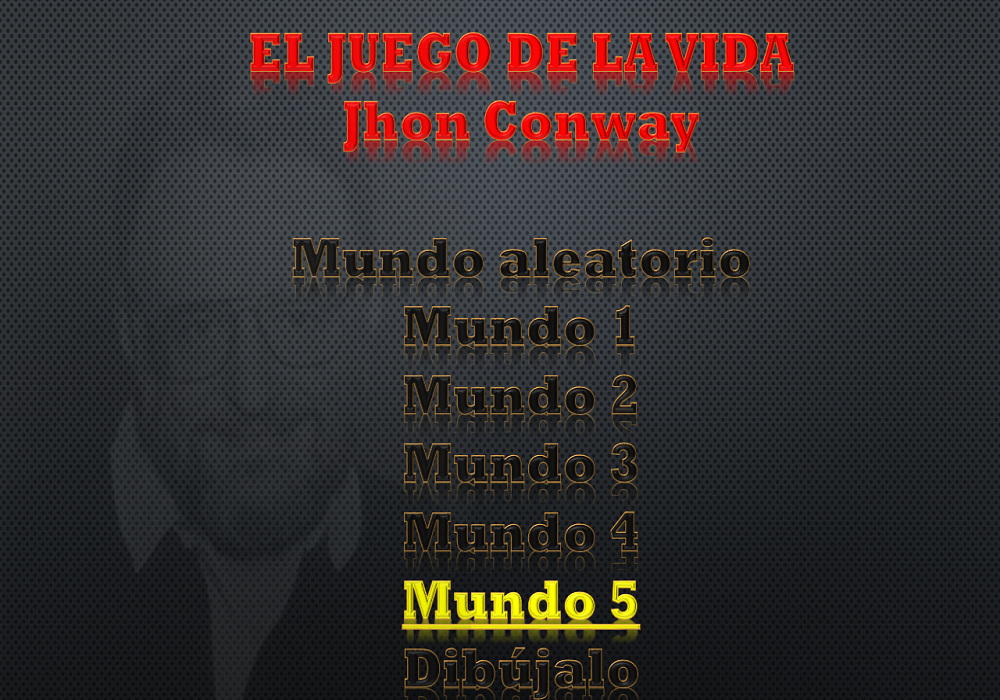 EL JUEGO DE LA VIDA
Jhon Conway
Mundo aleatorio
Mundo 1
Mundo 2
Mundo 3
Mundo 4
Mundo 5
Dibújalo